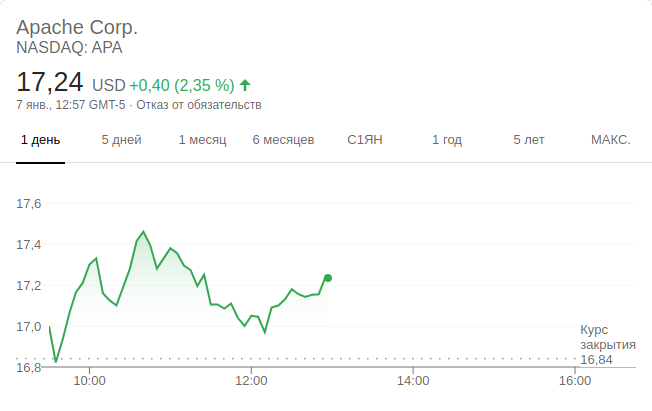 Apache Corp.
NASDAQ: APA
17,24 USD +0,40 (2,35 %)
7 янв., 12:57 GMT-5 · Отказ от обязательств
1 день 5 дней 1 месяц 6 месяцев С1ЯН 1 год 5 лет МАКС.
17,6
17,4
17,2
17,0
16,8
Курс
закрытия
16,84
10:00 12:00 14:00 16:00